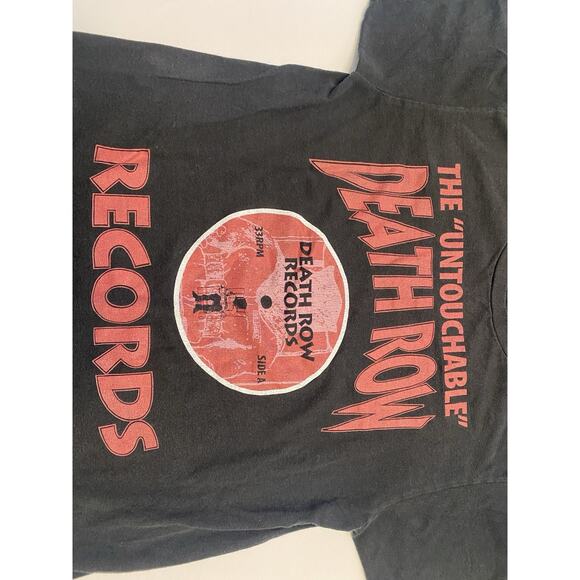 THE "UNTOUCHABLE"
DEATH ROW
DEATH ROW
RECORDS
33RPM
SIDE A
RECORDS